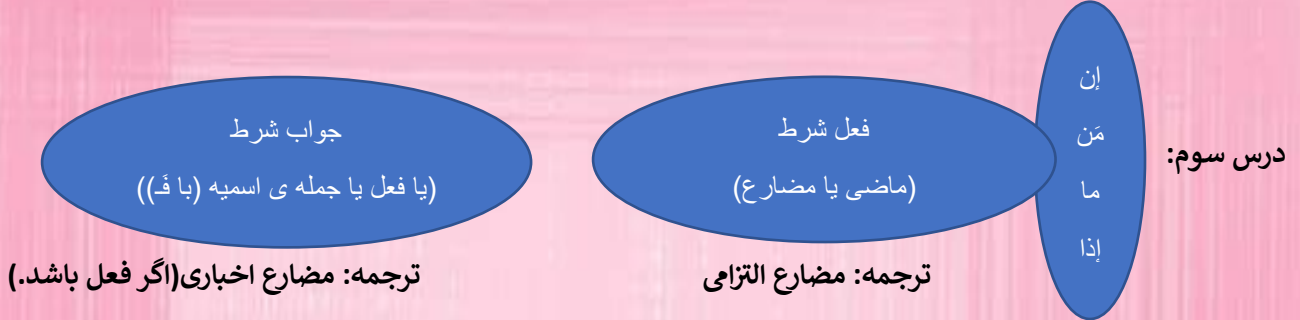 درس سوم:
إن
مَن
ما
إذا
فعل شرط
(ماضی یا مضارع)
ترجمه: مضارع التزامی
جواب شرط
(یا فعل یا جمله ی اسمیه (با فَـ))
ترجمه: مضارع اخباری(اگر فعل باشد.)